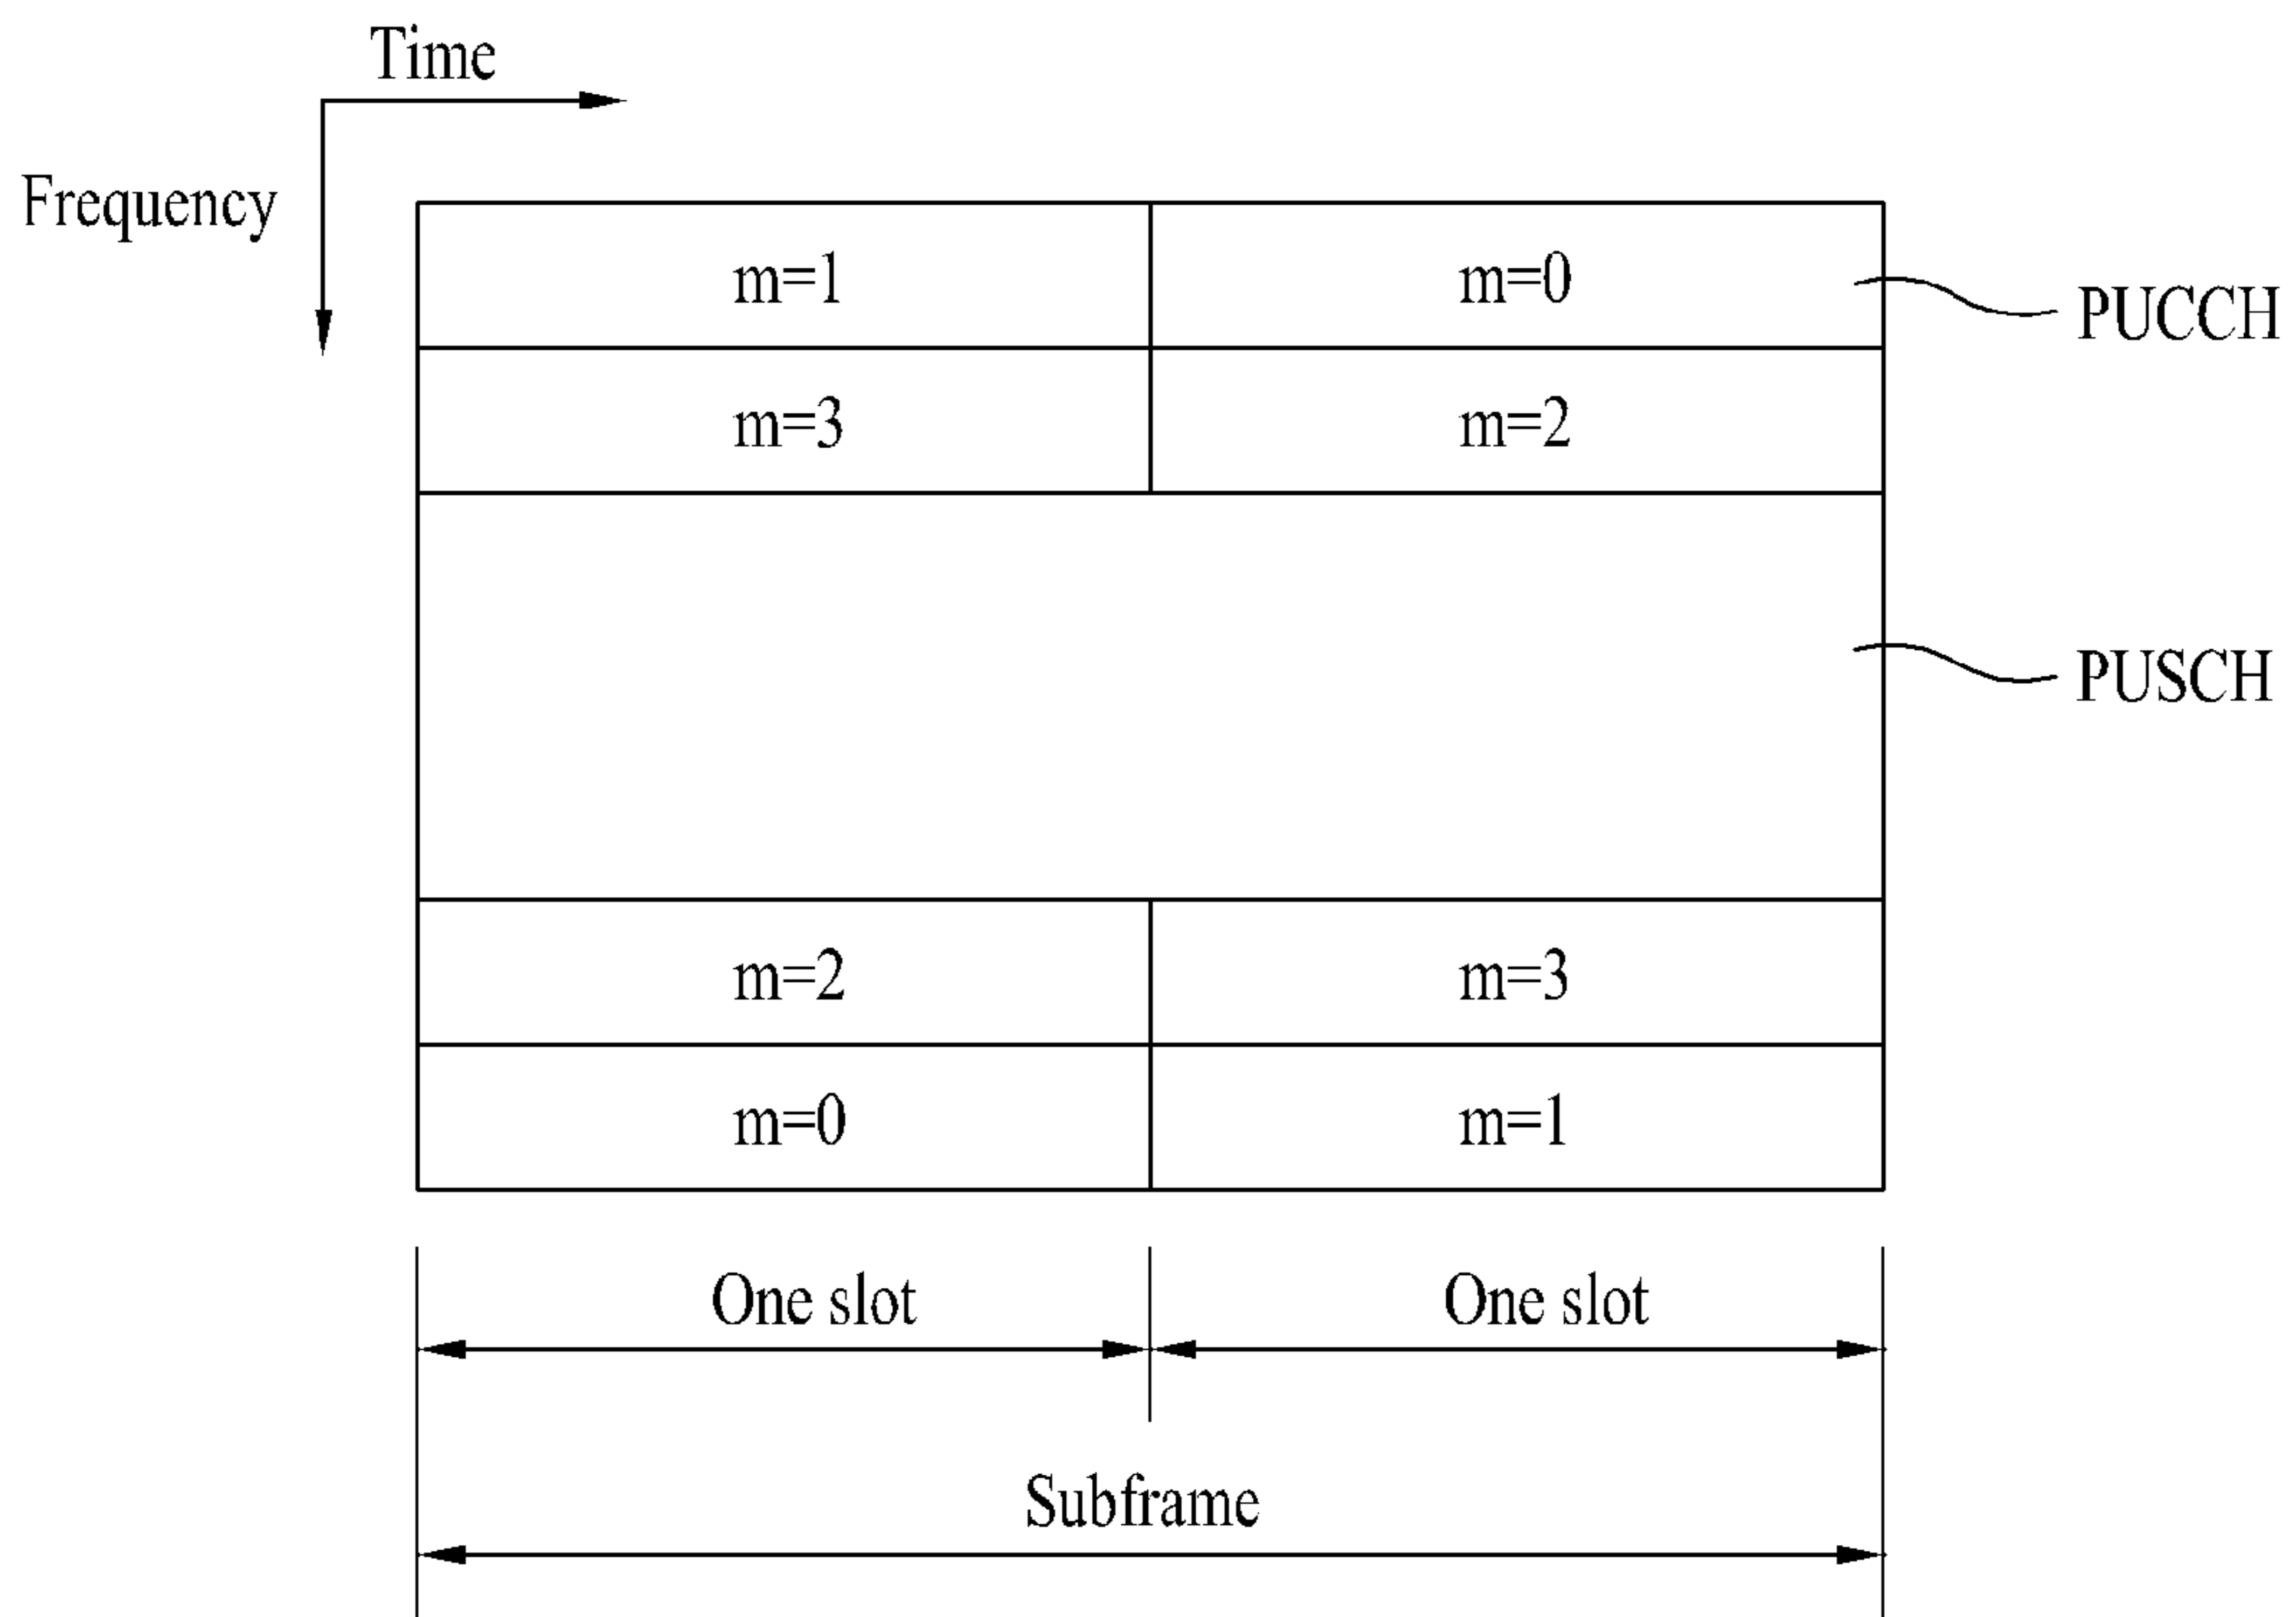 Time
Frequency
m=1
m=0
PUCCH
m=3
m=2
PUSCH
m=2
m=3
m=0
m=1
One slot
One slot
Subframe